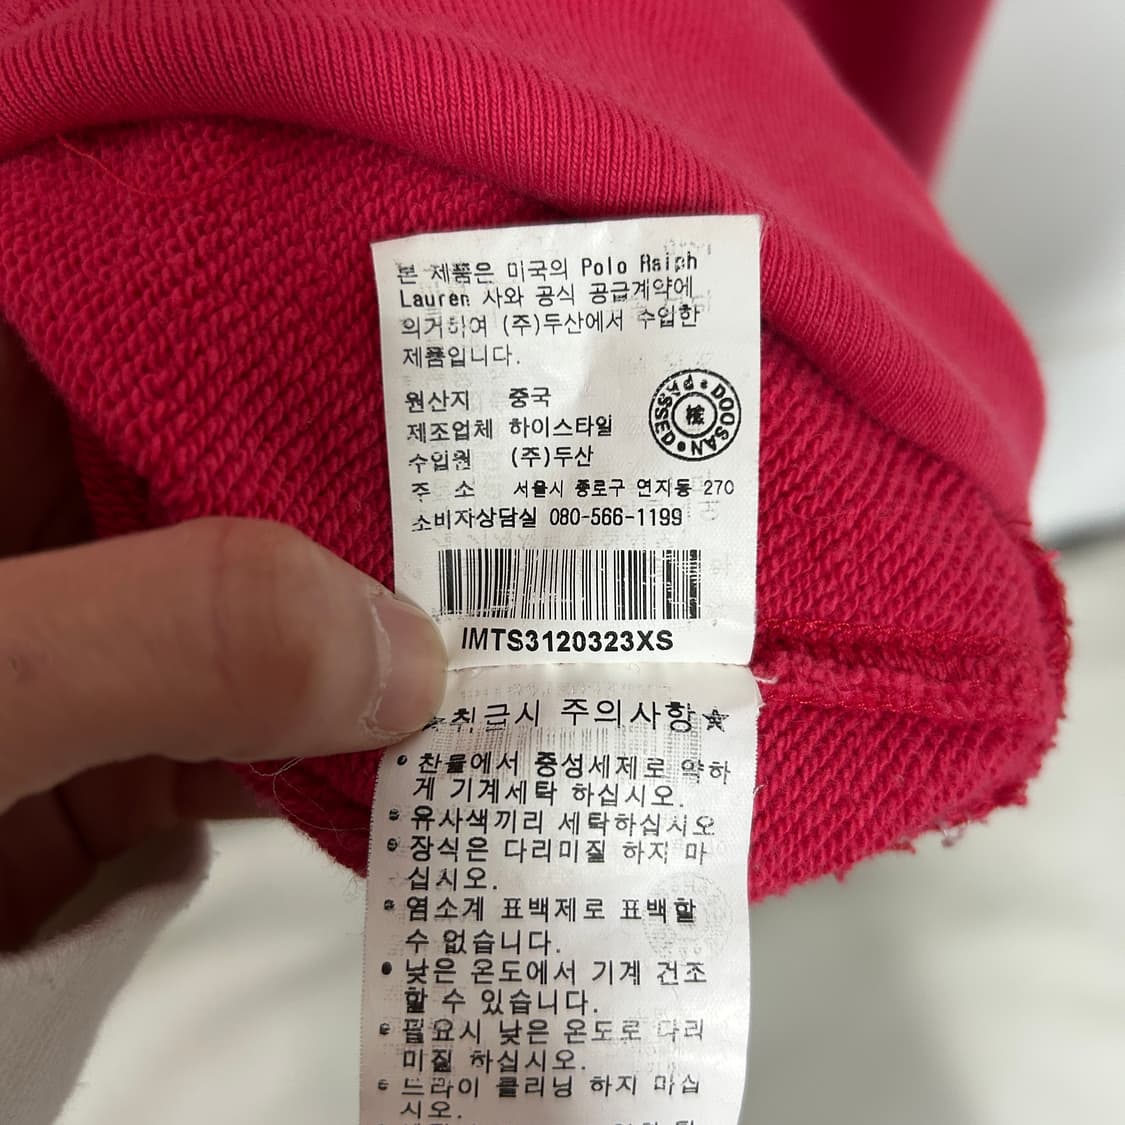 본 제품은 미국의 Polo Ralph
Lauren 사와 공식 공급계약에
의거하여 (주)두산에서 수입한
제품입니다.
원산지 중국
제조업체 하이스타일
수입원 (주)두산
주 소 서울시 종로구 연지동 270
소비자상담실 080-566-1199
DOOSAN
IMTS3120323XS
☆취급시 주의사항☆
• 찬물에서 중성세제로 약하
게 기계세탁 하십시오.
• 유사색끼리 세탁하십시오
• 장식은 다리미질 하지 마
십시오.
• 염소계 표백제로 표백할
수 없습니다.
• 낮은 온도에서 기계 건조
할 수 있습니다.
• 필요시 낮은 온도로 다리
미질 하십시오.
• 드라이 클리닝 하지 마십
시오.